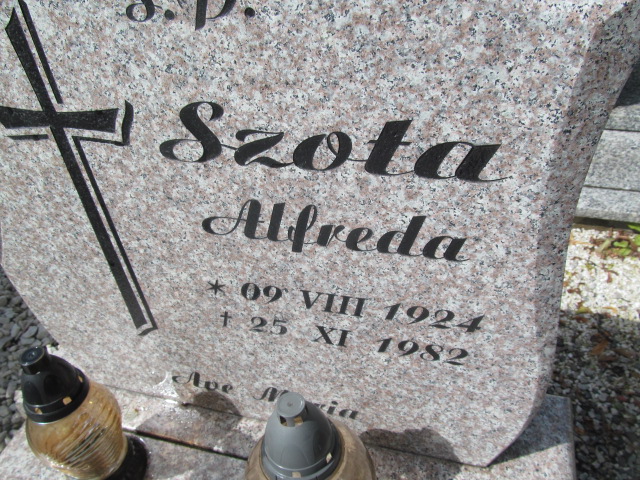 Ś.P.
Szota
Alfreda
* 09 VIII 1924
† 25 XI 1982
Ave Maria